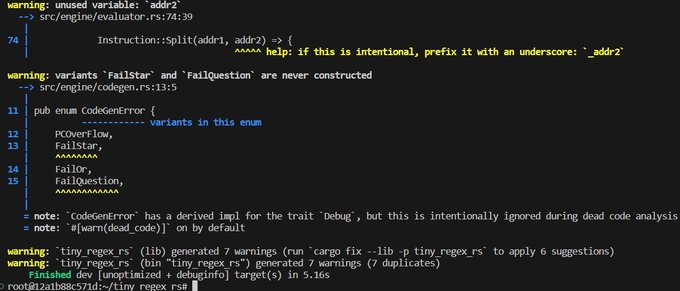 warning: unused variable: `addr2`
--> src/engine/evaluator.rs:74:39
|
74 | Instruction::Split(addr1, addr2) => {
| ^^^^^ help: if this is intentional, prefix it with an underscore: `_addr2`
warning: variants `FailStar` and `FailQuestion` are never constructed
--> src/engine/codegen.rs:13:5
|
11 | pub enum CodeGenError {
| ------------ variants in this enum
12 | PCOverFlow,
13 | FailStar,
| ^^^^^^^^
14 | FailOr,
15 | FailQuestion,
| ^^^^^^^^^^^^
|
= note: `CodeGenError` has a derived impl for the trait `Debug`, but this is intentionally ignored during dead code analysis
= note: `#[warn(dead_code)]` on by default
warning: `tiny_regex_rs` (lib) generated 7 warnings (run `cargo fix --lib -p tiny_regex_rs` to apply 6 suggestions)
warning: `tiny_regex_rs` (bin "tiny_regex_rs") generated 7 warnings (7 duplicates)
Finished dev [unoptimized + debuginfo] target(s) in 5.16s
root@12a1b88c571d:~/tiny_regex_rs#